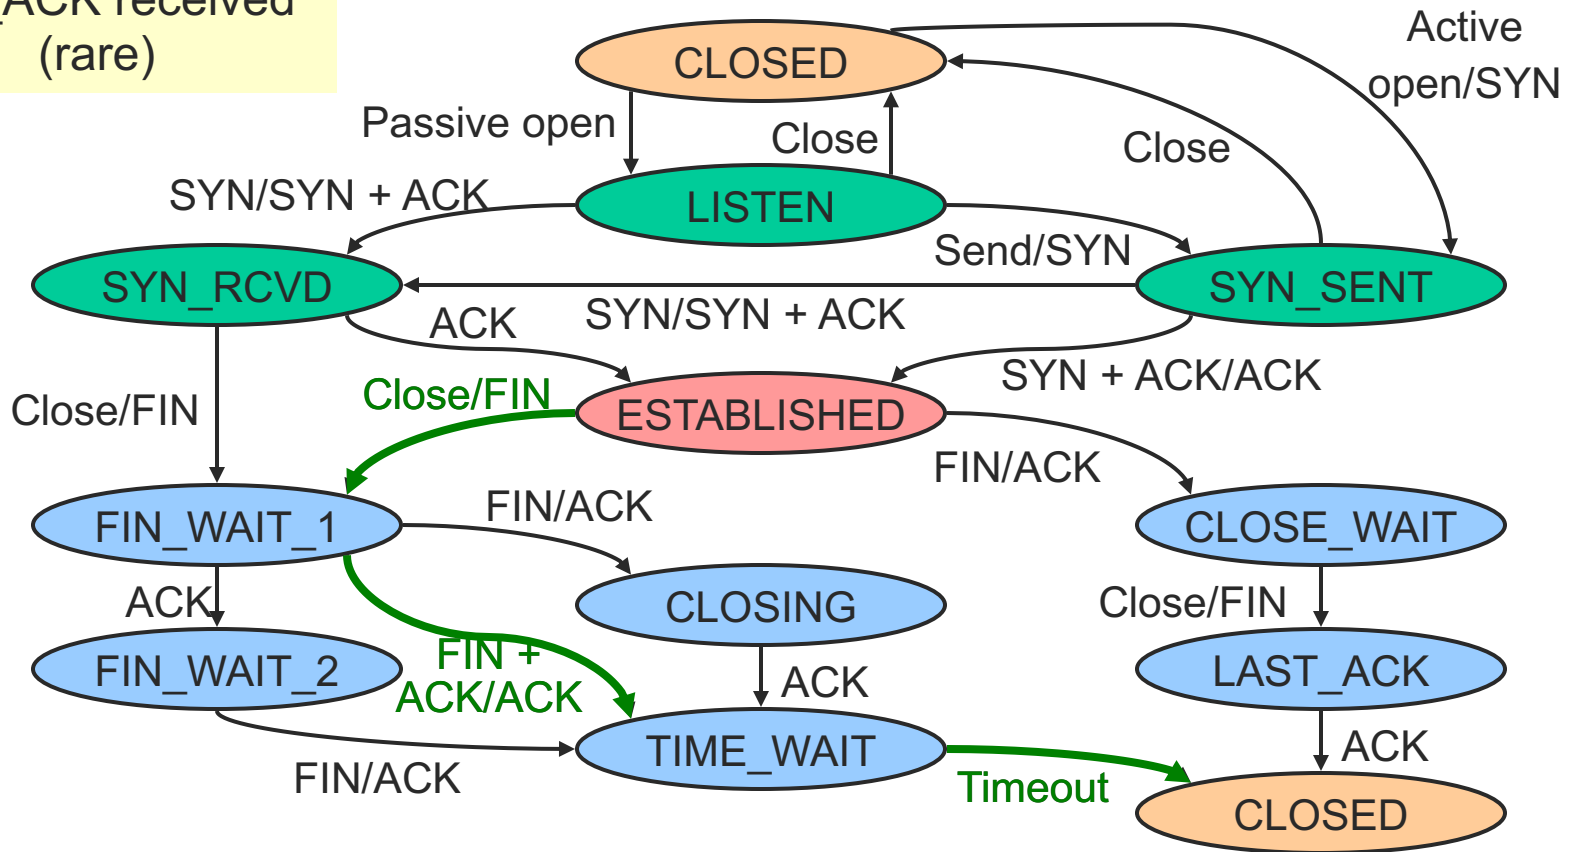 _ACK received
(rare)
CLOSED
Active
open/SYN
Passive open
Close
Close
SYN/SYN + ACK
LISTEN
Send/SYN
SYN_RCVD
SYN_SENT
ACK
SYN/SYN + ACK
SYN + ACK/ACK
Close/FIN
Close/FIN
ESTABLISHED
FIN/ACK
FIN_WAIT_1
FIN/ACK
CLOSE_WAIT
ACK
CLOSING
Close/FIN
FIN_WAIT_2
FIN +
ACK/ACK
ACK
LAST_ACK
TIME_WAIT
ACK
FIN/ACK
Timeout
CLOSED